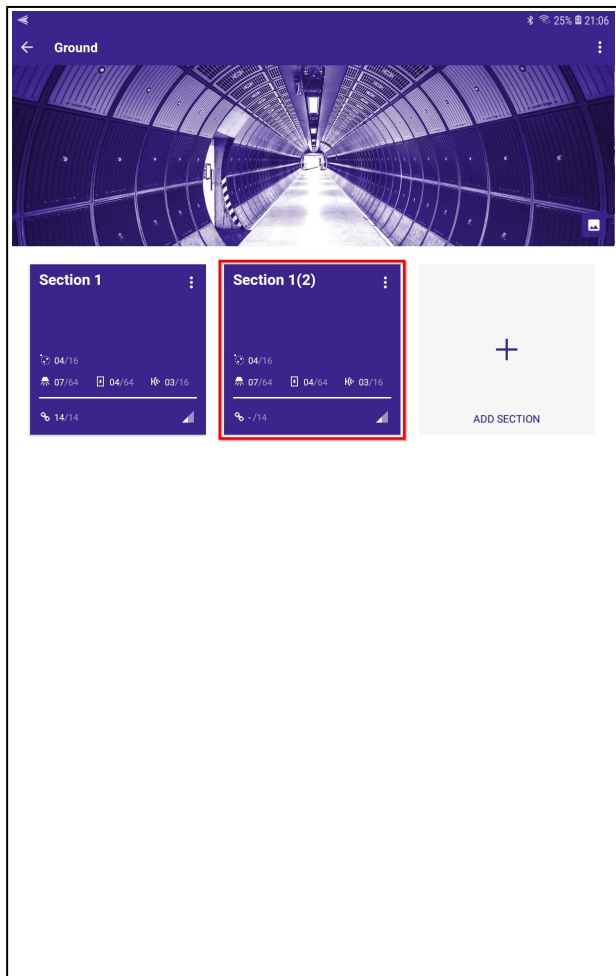 25% 21:06
Ground
Section 1
04/16
07/64 04/64 03/16
14/14
Section 1(2)
04/16
07/64 04/64 03/16
-/14
ADD SECTION